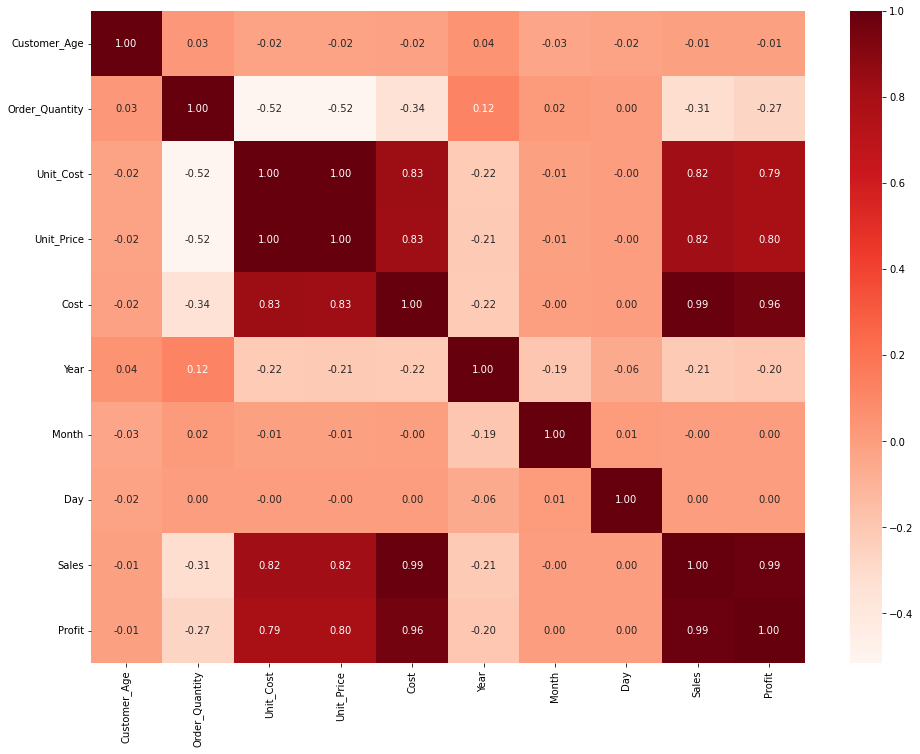 1.0
Customer_Age 1.00 0.03 -0.02 -0.02 -0.02 0.04 -0.03 -0.02 -0.01 -0.01
0.8
Order_Quantity 0.03 1.00 -0.52 -0.52 -0.34 0.12 0.02 0.00 -0.31 -0.27
Unit_Cost -0.02 -0.52 1.00 1.00 0.83 -0.22 -0.01 -0.00 0.82 0.79
0.6
Unit_Price -0.02 -0.52 1.00 1.00 0.83 -0.21 -0.01 -0.00 0.82 0.80
0.4
Cost -0.02 -0.34 0.83 0.83 1.00 -0.22 -0.00 0.00 0.99 0.96
0.2
Year 0.04 0.12 -0.22 -0.21 -0.22 1.00 -0.19 -0.06 -0.21 -0.20
Month -0.03 0.02 -0.01 -0.01 -0.00 -0.19 1.00 0.01 -0.00 0.00
0.0
Day -0.02 0.00 -0.00 -0.00 0.00 -0.06 0.01 1.00 0.00 0.00
−0.2
Sales -0.01 -0.31 0.82 0.82 0.99 -0.21 -0.00 0.00 1.00 0.99
−0.4
Profit -0.01 -0.27 0.79 0.80 0.96 -0.20 0.00 0.00 0.99 1.00
Customer_Age
Order_Quantity
Unit_Cost
Unit_Price
Cost
Year
Month
Day
Sales
Profit